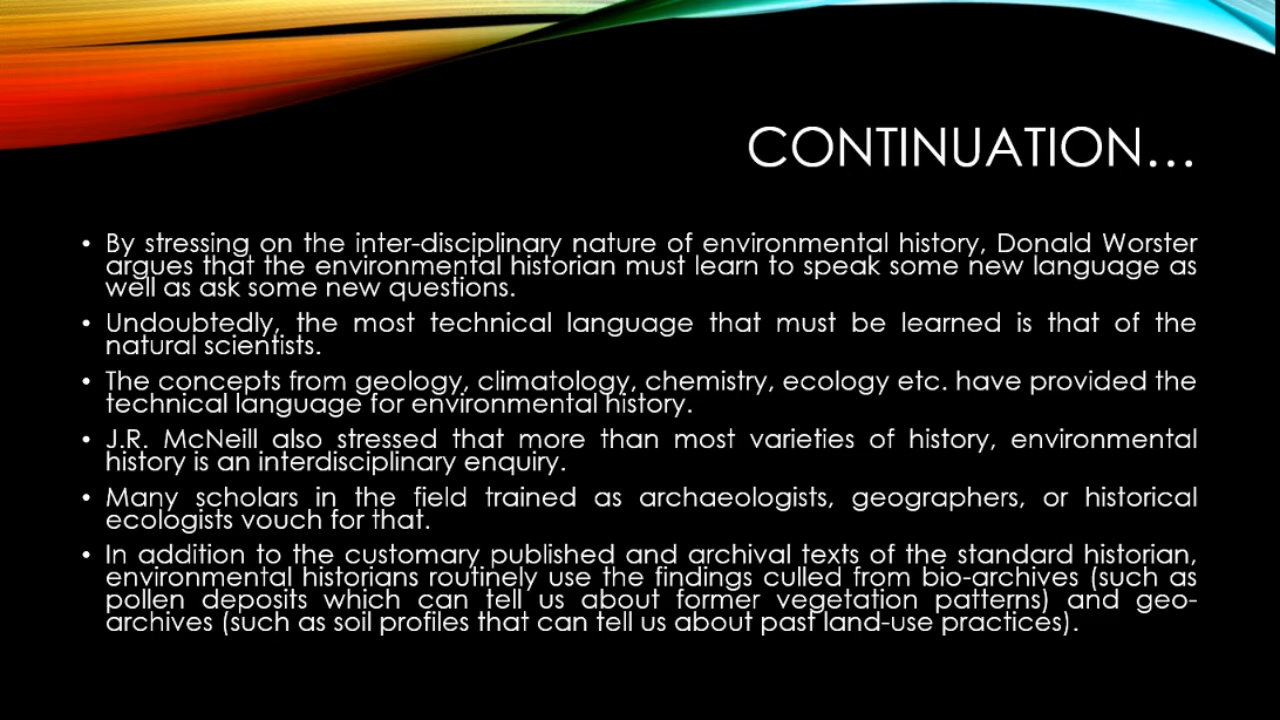 CONTINUATION...
• By stressing on the inter-disciplinary nature of environmental history, Donald Worster
argues that the environmental historian must learn to speak some new language as
well as ask some new questions.
• Undoubtedly, the most technical language that must be learned is that of the
natural scientists.
• The concepts from geology, climatology, chemistry, ecology etc. have provided the
technical language for environmental history.
• J.R. McNeill also stressed that more than most varieties of history, environmental
history is an interdisciplinary enquiry.
• Many scholars in the field trained as archaeologists, geographers, or historical
ecologists vouch for that.
• In addition to the customary published and archival texts of the standard historian,
environmental historians routinely use the findings culled from bio-archives (such as
pollen deposits which can tell us about former vegetation patterns) and geo-
archives (such as soil profiles that can tell us about past land-use practices).